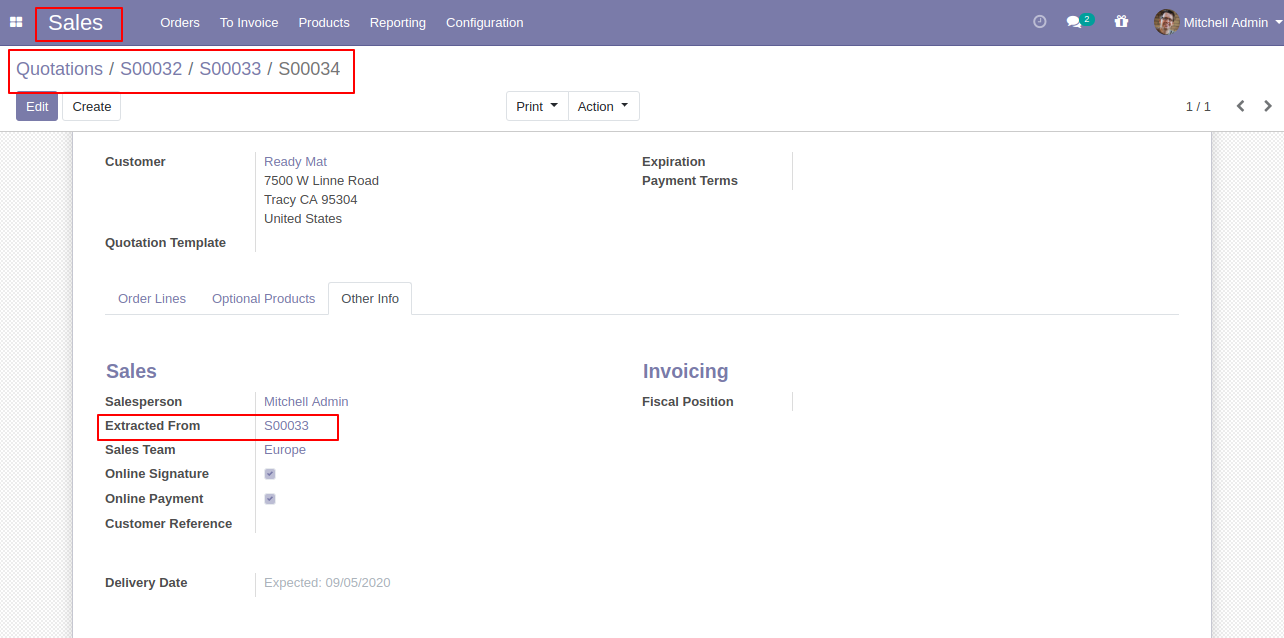 Sales Orders To Invoice Products Reporting Configuration 2 Mitchell Admin
Quotations / S00032 / S00033 / S00034
Edit Create Print Action 1 / 1
Customer Ready Mat Expiration
7500 W Linne Road Payment Terms
Tracy CA 95304
United States
Quotation Template
Order Lines Optional Products Other Info
Sales Invoicing
Salesperson Mitchell Admin Fiscal Position
Extracted From S00033
Sales Team Europe
Online Signature
Online Payment
Customer Reference
Delivery Date Expected: 09/05/2020